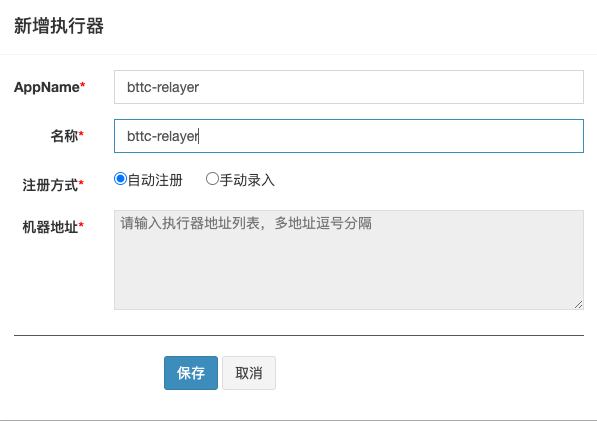 新增执行器
AppName* bttc-relayer
名称* bttc-relayer
注册方式* 自动注册 手动录入
机器地址* 请输入执行器地址列表，多地址逗号分隔
保存 取消